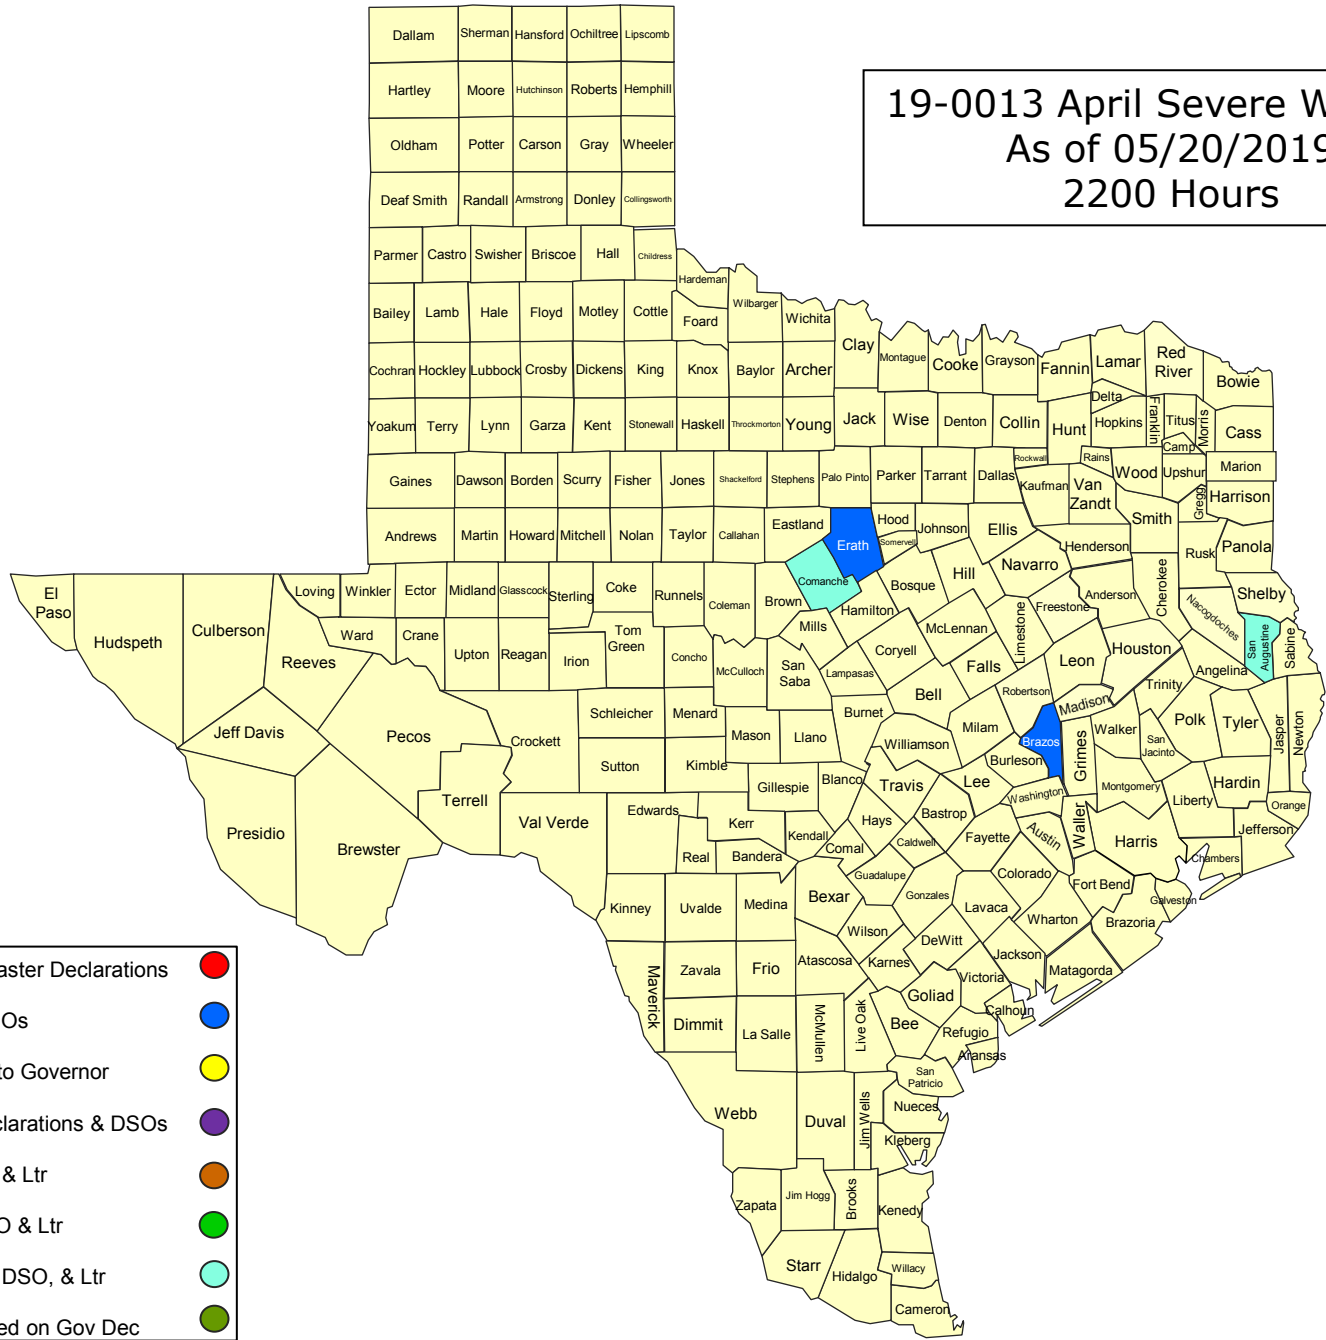 Dallam Sherman Hansford Ochiltree Lipscomb
Hartley Moore Hutchinson Roberts Hemphill
19-0013 April Severe W
As of 05/20/2019
2200 Hours
Oldham Potter Carson Gray Wheeler
Deaf Smith Randall Armstrong Donley Collingsworth
Parmer Castro Swisher Briscoe Hall Childress
Hardeman
Bailey Lamb Hale Floyd Motley Cottle Foard Wilbarger Wichita
Clay Montague Cooke Grayson Fannin Lamar Red
River Bowie
Cochran Hockley Lubbock Crosby Dickens King Knox Baylor Archer
Delta
Yoakum Terry Lynn Garza Kent Stonewall Haskell Throckmorton Young Jack Wise Denton Collin Hunt Hopkins Franklin Titus Morris Cass
Camp
Gaines Dawson Borden Scurry Fisher Jones Shackelford Stephens Palo Pinto Parker Tarrant Dallas Rockwall Kaufman Rains Van
Zandt Wood Upshur Gregg Marion
Harrison
Andrews Martin Howard Mitchell Nolan Taylor Callahan Eastland Erath Hood Somervell Johnson Ellis Henderson Smith Rusk Panola
El
Paso Hudspeth Culberson Loving Winkler Ector Midland Glasscock Sterling Coke Runnels Coleman Brown Comanche Hamilton Bosque Hill Navarro Freestone Anderson Cherokee Nacogdoches Shelby
Reeves Ward Crane Upton Reagan Irion Tom
Green Concho McCulloch San
Saba Mills Lampasas Coryell McLennan Limestone Falls Leon Houston Angelina San
Augustine Sabine
Jeff Davis Pecos Crockett Schleicher Menard Mason Llano Burnet Bell Milam Robertson Madison Trinity Polk Tyler Jasper Newton
Terrell Sutton Kimble Gillespie Blanco Williamson Travis Lee Burleson Brazos Grimes Walker San
Jacinto Hardin
Presidio Brewster Val Verde Edwards Real Kerr Bandera Kendall Comal Hays Caldwell Bastrop Fayette Washington Austin Waller Montgomery Harris Liberty Orange Jefferson Chambers
Kinney Uvalde Medina Bexar Guadalupe Gonzales Lavaca Colorado Wharton Fort Bend Brazoria Galveston
Maverick Zavala Frio Atascosa Wilson Karnes DeWitt Jackson Matagorda
Dimmit La Salle McMullen Live Oak Bee Goliad Victoria Calhoun Refugio Aransas
San
Patricio
Webb Duval Jim Wells Nueces
Kleberg
Zapata Jim Hogg Brooks Kenedy
Starr Hidalgo Willacy
Cameron
aster Declarations
Os
to Governor
clarations & DSOs
& Ltr
O & Ltr
DSO, & Ltr
ed on Gov Dec